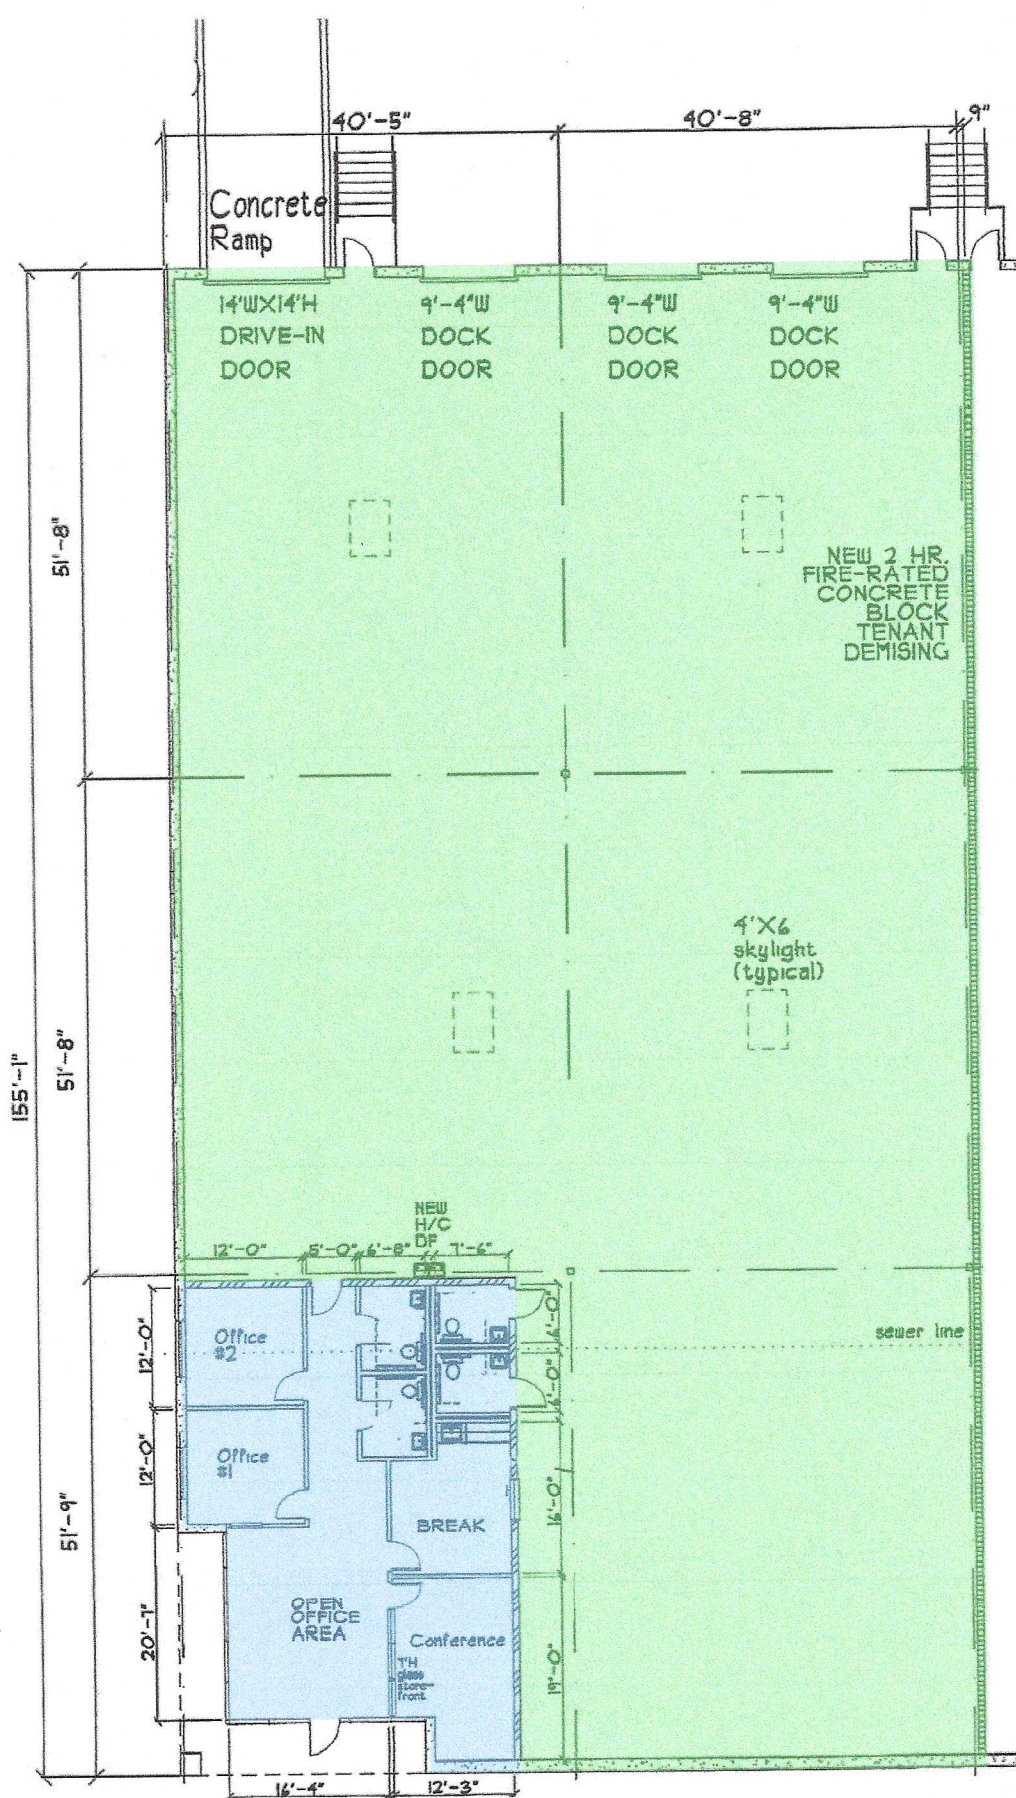 40'-5"
40'-8"
9"
Concrete
Ramp
14'WX14'H
DRIVE-IN
DOOR
9'-4"W
DOCK
DOOR
9'-4"W
DOCK
DOOR
9'-4"W
DOCK
DOOR
51'-8"
NEW 2 HR.
FIRE-RATED
CONCRETE
BLOCK
TENANT
DEMISING
4'X6
skylight
(typical)
51'-8"
155'-1"
NEW
H/C
DF
12'-0"
5'-0"
6'-8"
7'-6"
12'-0"
Office
#2
6'-0"
sewer line
6'-0"
12'-0"
Office
#1
16'-0"
51'-9"
BREAK
OPEN
OFFICE
AREA
20'-7"
Conference
7'H
glass
store-
front
19'-0"
16'-4"
12'-3"